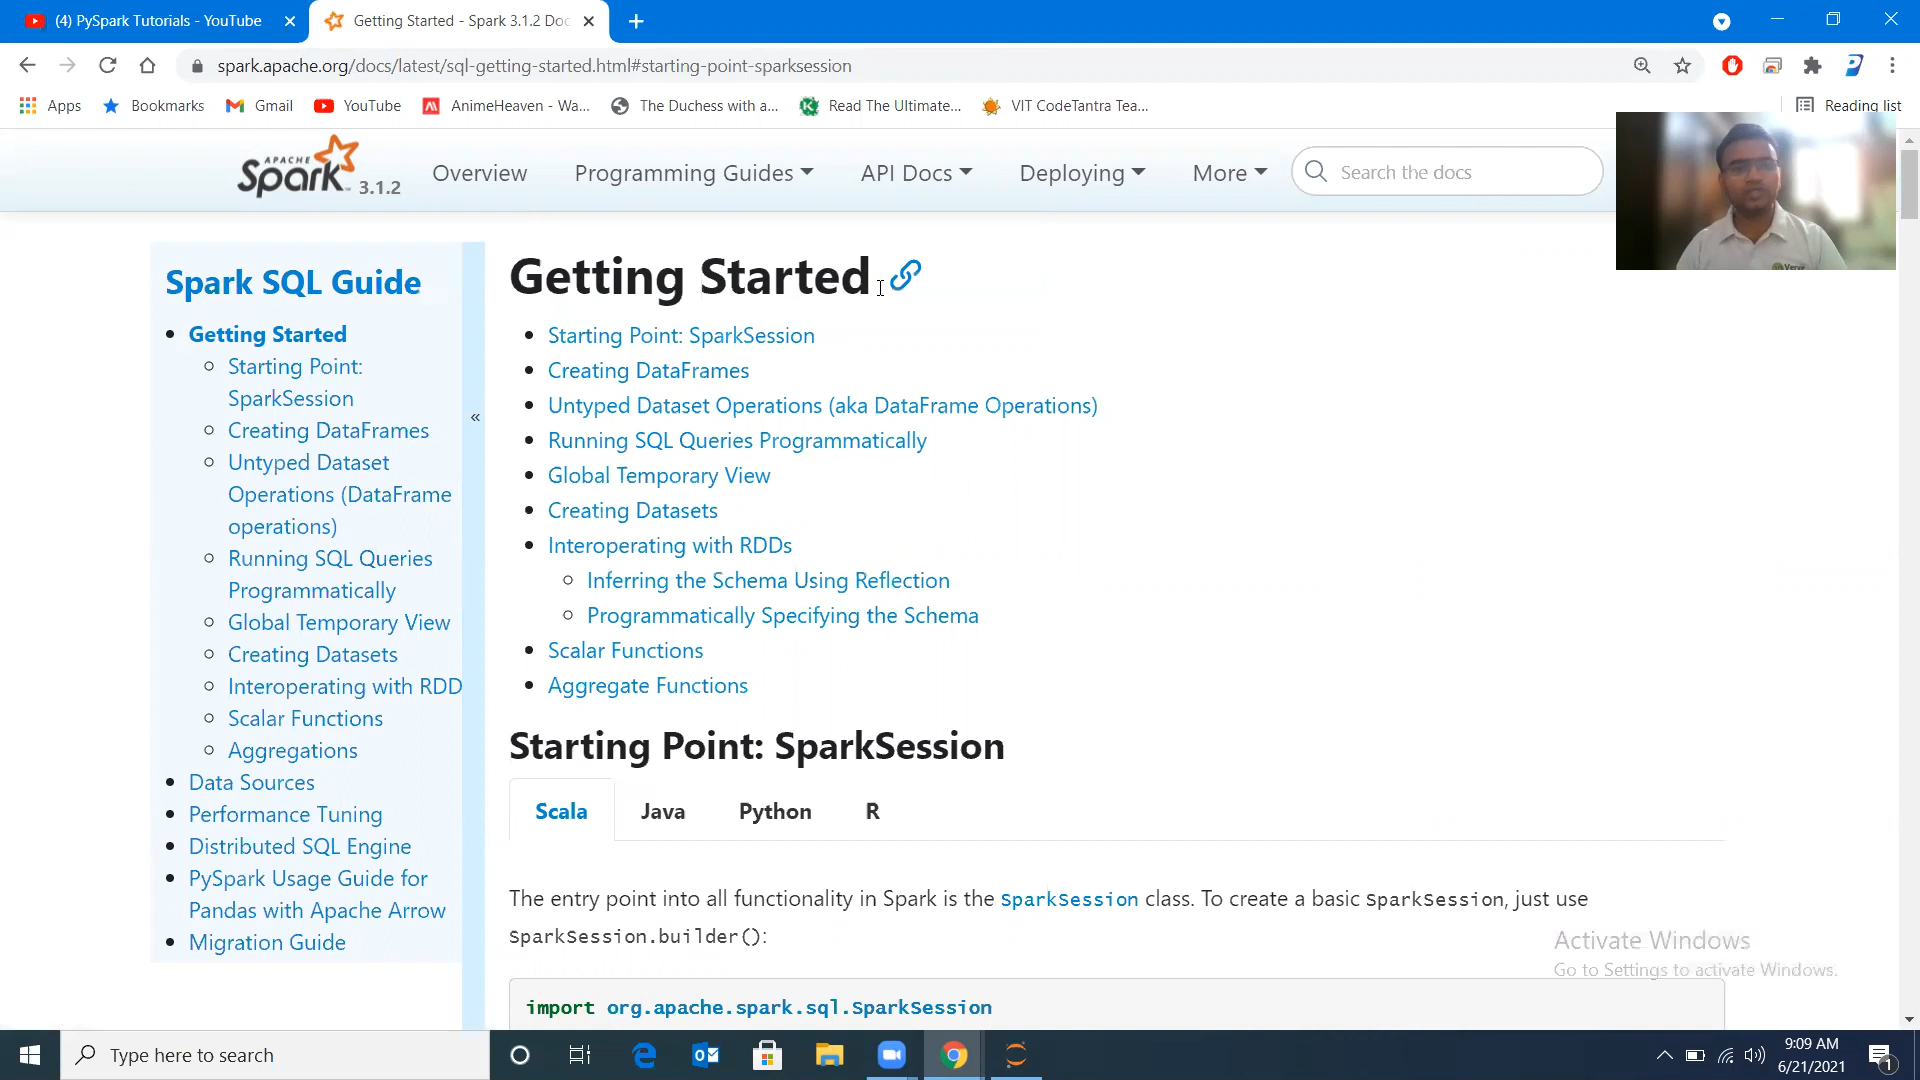 (4) PySpark Tutorials - YouTube
Getting Started - Spark 3.1.2 Doc
spark.apache.org/docs/latest/sql-getting-started.html#starting-point-sparksession
Apps
Bookmarks
Gmail
YouTube
AnimeHeaven - Wa...
The Duchess with a...
Read The Ultimate...
VIT CodeTantra Tea...
Reading list
APACHE
Spark 3.1.2
Overview
Programming Guides
API Docs
Deploying
More
Search the docs
Spark SQL Guide
Getting Started
Starting Point:
SparkSession
Creating DataFrames
Untyped Dataset
Operations (DataFrame
operations)
Running SQL Queries
Programmatically
Global Temporary View
Creating Datasets
Interoperating with RDD
Scalar Functions
Aggregations
Data Sources
Performance Tuning
Distributed SQL Engine
PySpark Usage Guide for
Pandas with Apache Arrow
Migration Guide
«
Getting Started
Starting Point: SparkSession
Creating DataFrames
Untyped Dataset Operations (aka DataFrame Operations)
Running SQL Queries Programmatically
Global Temporary View
Creating Datasets
Interoperating with RDDs
Inferring the Schema Using Reflection
Programmatically Specifying the Schema
Scalar Functions
Aggregate Functions
Starting Point: SparkSession
Scala
Java
Python
R
The entry point into all functionality in Spark is the SparkSession class. To create a basic SparkSession, just use
SparkSession.builder():
import org.apache.spark.sql.SparkSession
Activate Windows
Go to Settings to activate Windows.
Type here to search
9:09 AM
6/21/2021
1